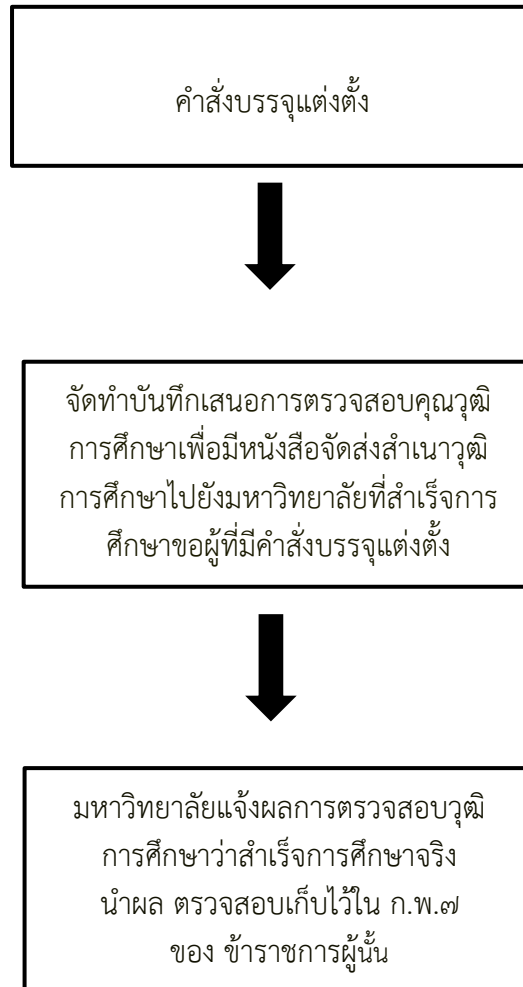 คำสั่งบรรจุแต่งตั้ง
จัดทำบันทึกเสนอการตรวจสอบคุณวุฒิ
การศึกษาเพื่อมีหนังสือจัดส่งสำเนาวุฒิ
การศึกษาไปยังมหาวิทยาลัยที่สำเร็จการ
ศึกษาขอผู้ที่มีคำสั่งบรรจุแต่งตั้ง
มหาวิทยาลัยแจ้งผลการตรวจสอบวุฒิ
การศึกษาว่าสำเร็จการศึกษาจริง
นำผล ตรวจสอบเก็บไว้ใน ก.พ.๗
ของ ข้าราชการผู้นั้น